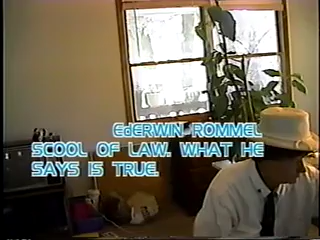 EdERWIN ROMMEL
SCOOL OF LAW. WHAT HE
SAYS IS TRUE.